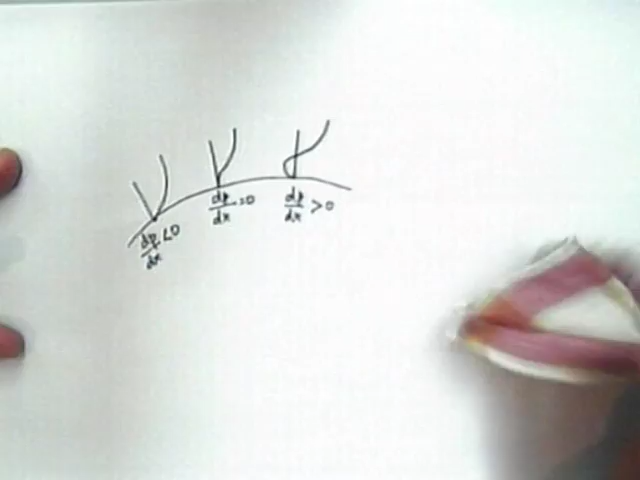 dp/dx < 0
dp/dx = 0
dp/dx > 0